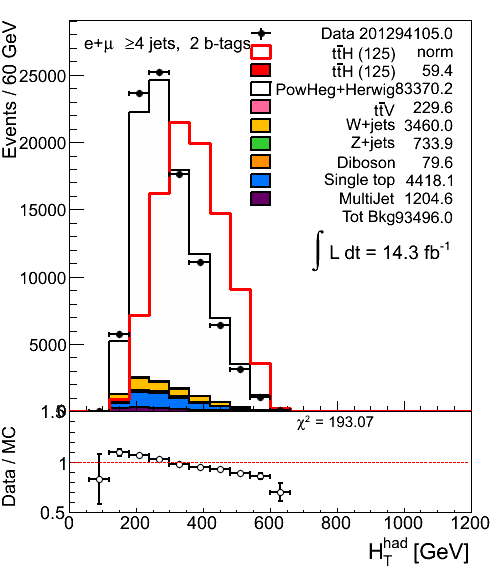 e+μ ≥4 jets, 2 b-tags
Data 201294105.0
tt̄H (125) norm
tt̄H (125) 59.4
PowHeg+Herwig83370.2
tt̄V 229.6
W+jets 3460.0
Z+jets 733.9
Diboson 79.6
Single top 4418.1
MultiJet 1204.6
Tot Bkg93496.0
∫ L dt = 14.3 fb⁻¹
Events / 60 GeV
25000
20000
15000
10000
5000
χ² = 193.07
Data / MC
1.5
1
0.5
0 200 400 600 800 1000 1200
H_T^had [GeV]